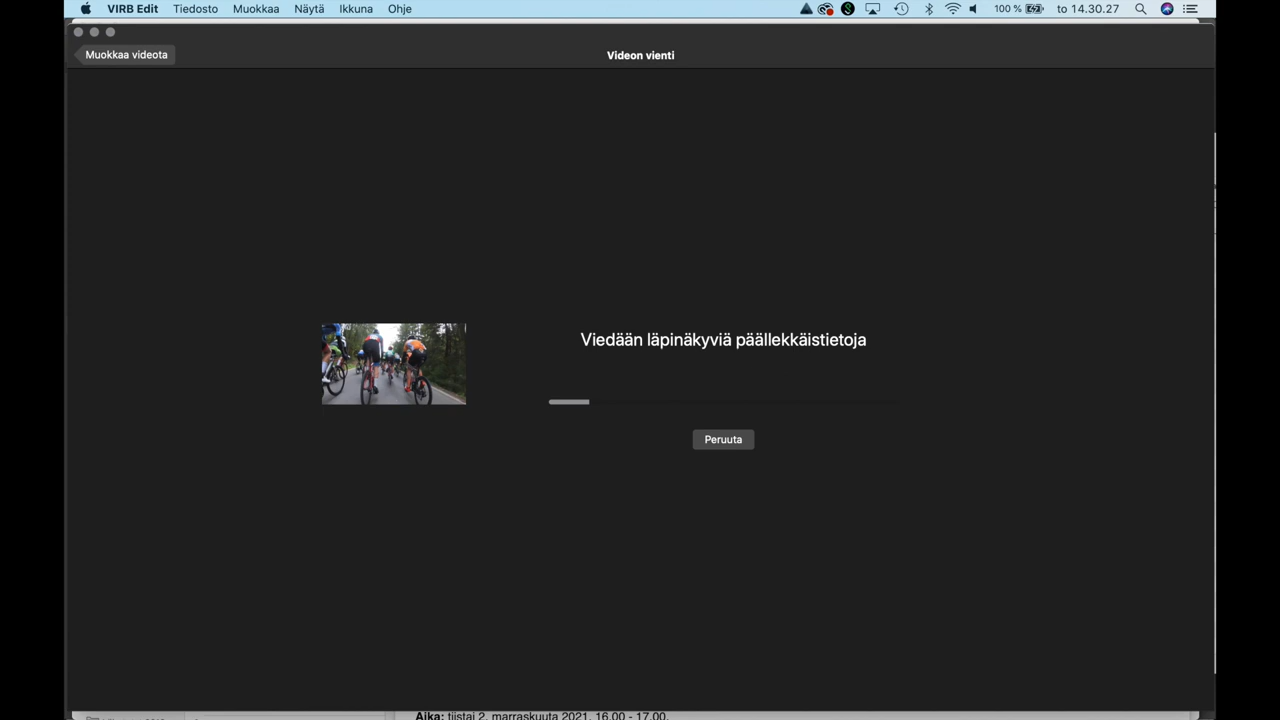 VIRB Edit Tiedosto Muokkaa Näytä Ikkuna Ohje 100 % to 14.30.27
Muokkaa videota
Videon vienti
Viedään läpinäkyviä päällekkäistietoja
Peruuta
Aika: tiistai 2. marraskuuta 2021, 16.00 - 17.00.